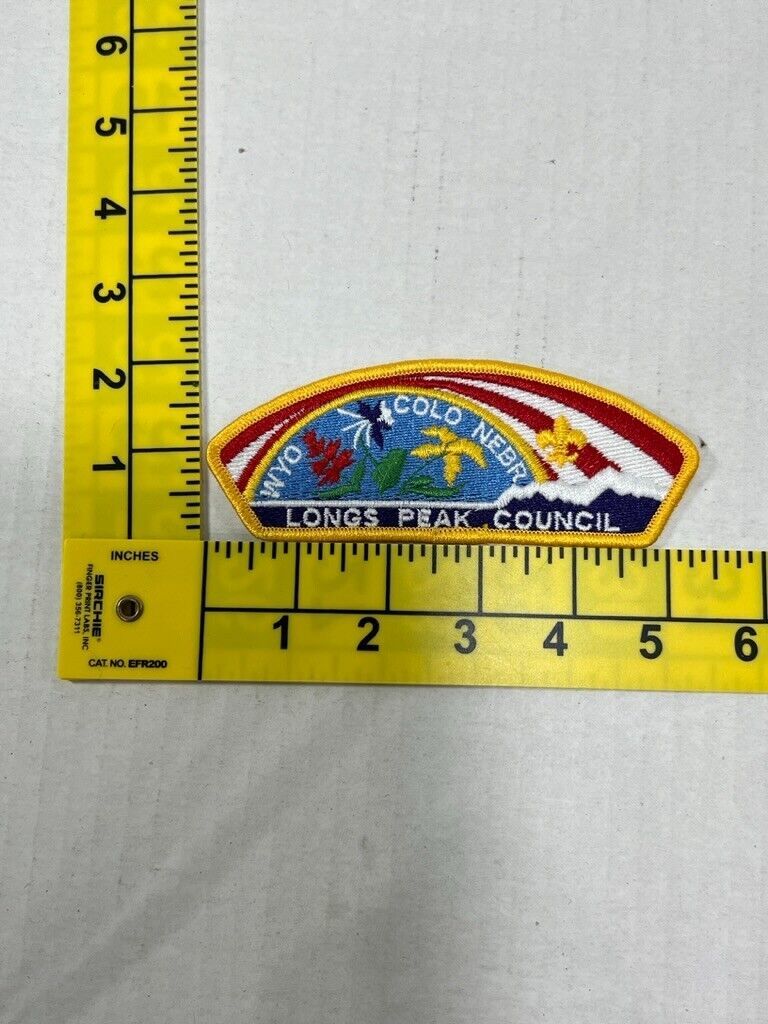 6
5
4
3
2
1
WYO COLO NEBR
LONGS PEAK COUNCIL
INCHES
SIRCHIE®
FINGER PRINT LABS, INC
(800) 356-7311
CAT. NO. EFR200
1 2 3 4 5 6